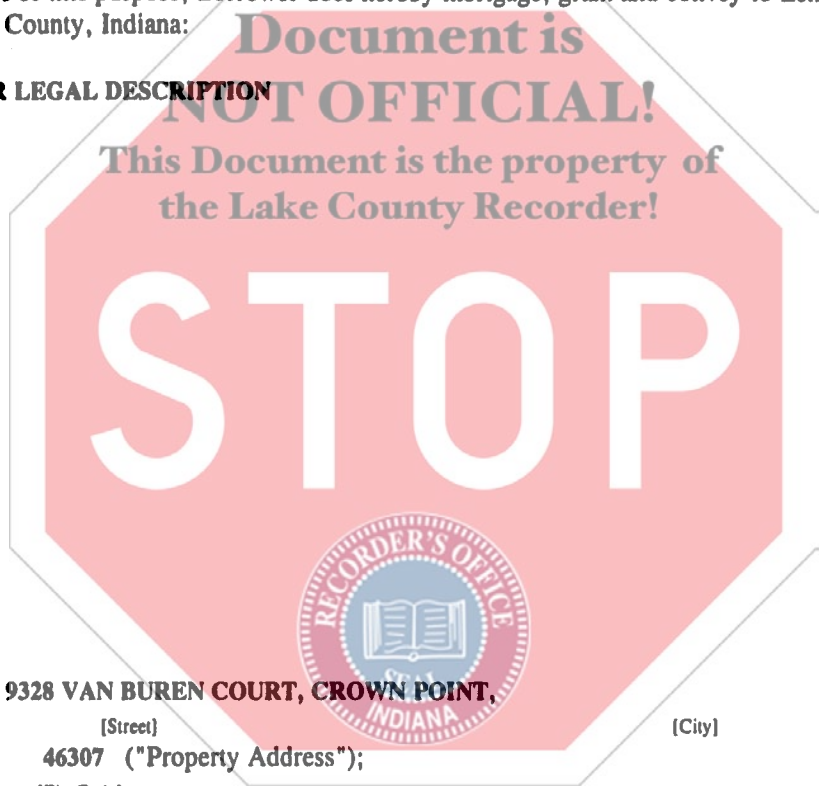 County, Indiana:
Document is
LEGAL DESCRIPTION
NOT OFFICIAL!
This Document is the property of
the Lake County Recorder!
STOP
RECORDER'S OFFICE
SEAL
INDIANA
9328 VAN BUREN COURT, CROWN POINT,
[Street] [City]
46307 ("Property Address");